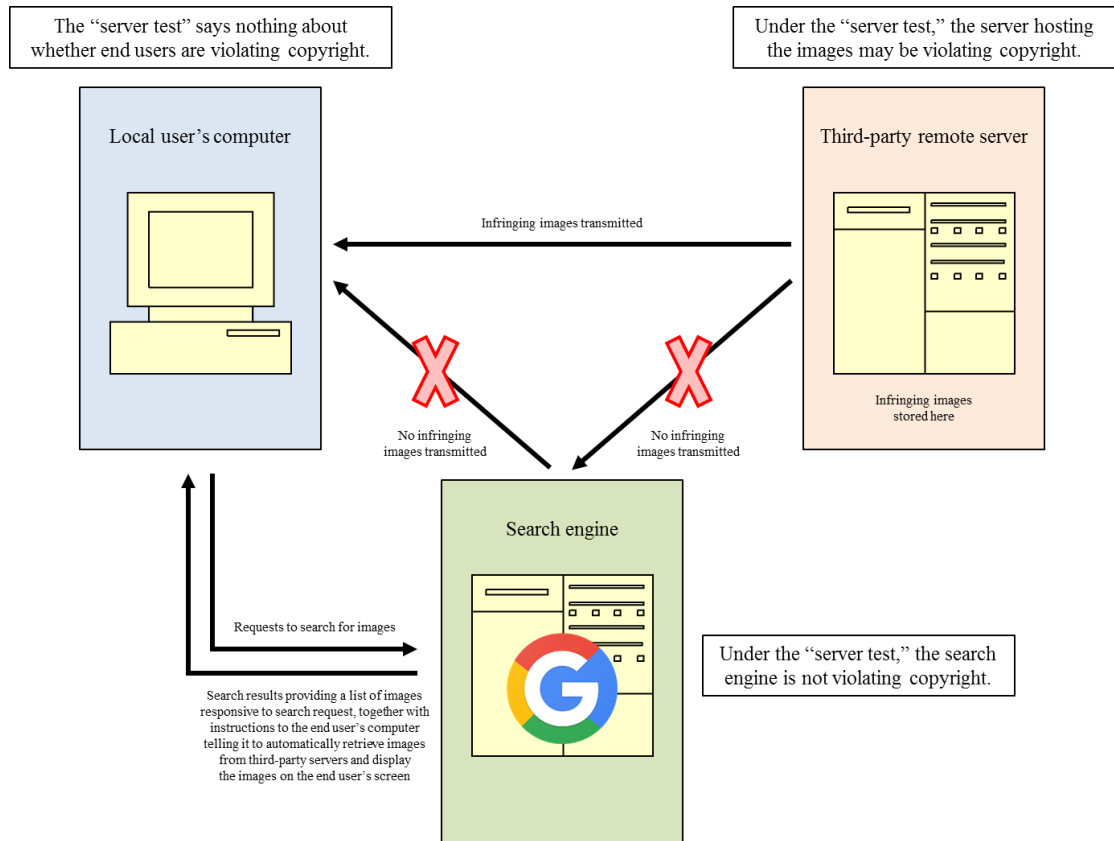 The “server test” says nothing about
whether end users are violating copyright.
Under the “server test,” the server hosting
the images may be violating copyright.
Local user’s computer
Third-party remote server
Infringing images transmitted
Infringing images
stored here
No infringing
images transmitted
No infringing
images transmitted
Search engine
Requests to search for images
Search results providing a list of images
responsive to search request, together with
instructions to the end user’s computer
telling it to automatically retrieve images
from third-party servers and display
the images on the end user’s screen
G
Under the “server test,” the search
engine is not violating copyright.